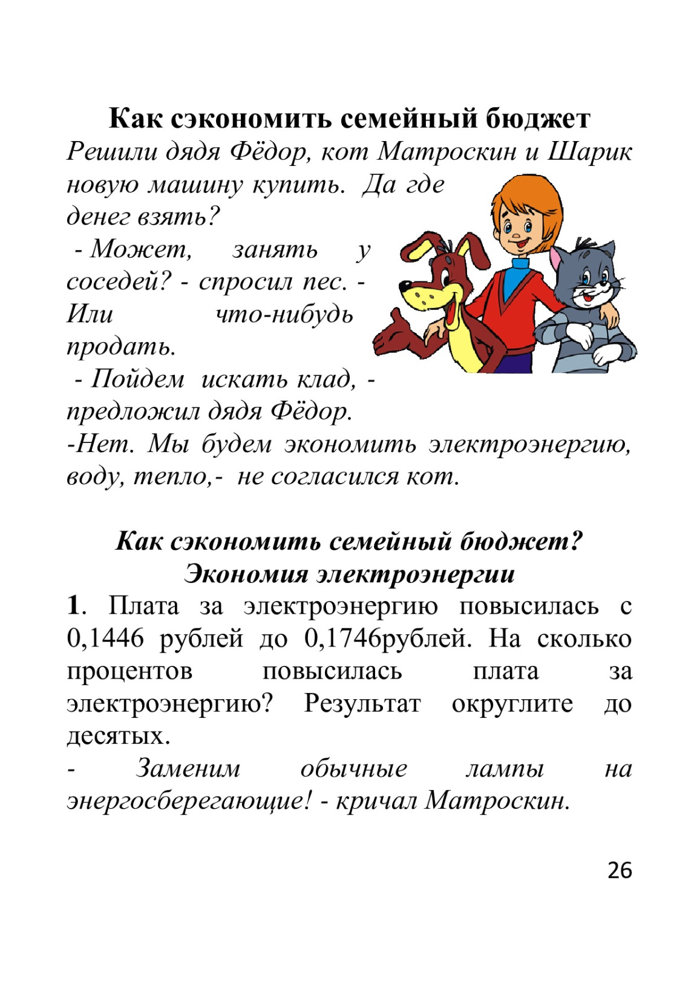 Как сэкономить семейный бюджет
Решили дядя Фёдор, кот Матроскин и Шарик
новую машину купить. Да где
денег взять?
- Может, занять у
соседей? - спросил пес. -
Или что-нибудь
продать.
- Пойдем искать клад, -
предложил дядя Фёдор.
-Нет. Мы будем экономить электроэнергию,
воду, тепло,- не согласился кот.
Как сэкономить семейный бюджет?
Экономия электроэнергии
1. Плата за электроэнергию повысилась с
0,1446 рублей до 0,1746рублей. На сколько
процентов повысилась плата за
электроэнергию? Результат округлите до
десятых.
- Заменим обычные лампы на
энергосберегающие! - кричал Матроскин.
26